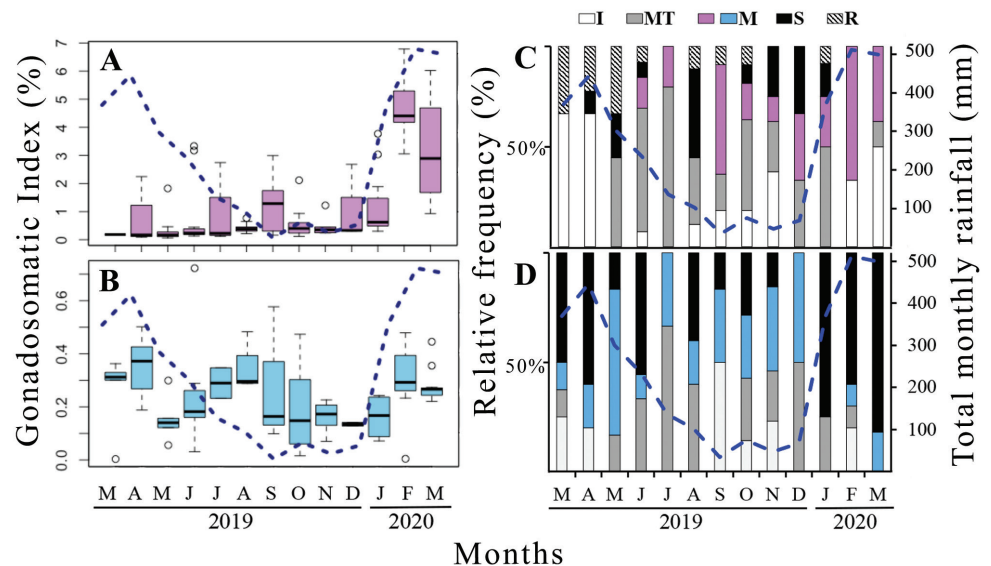 I MT M S R
A
Gonadosomatic Index (%)
7
6
5
4
3
2
1
0
B
0.6
0.4
0.2
0.0
M A M J J A S O N D J F M
2019 2020
C
Relative frequency (%)
50%
500
400
300
200
100
Total monthly rainfall (mm)
D
50%
500
400
300
200
100
M A M J J A S O N D J F M
2019 2020
Months